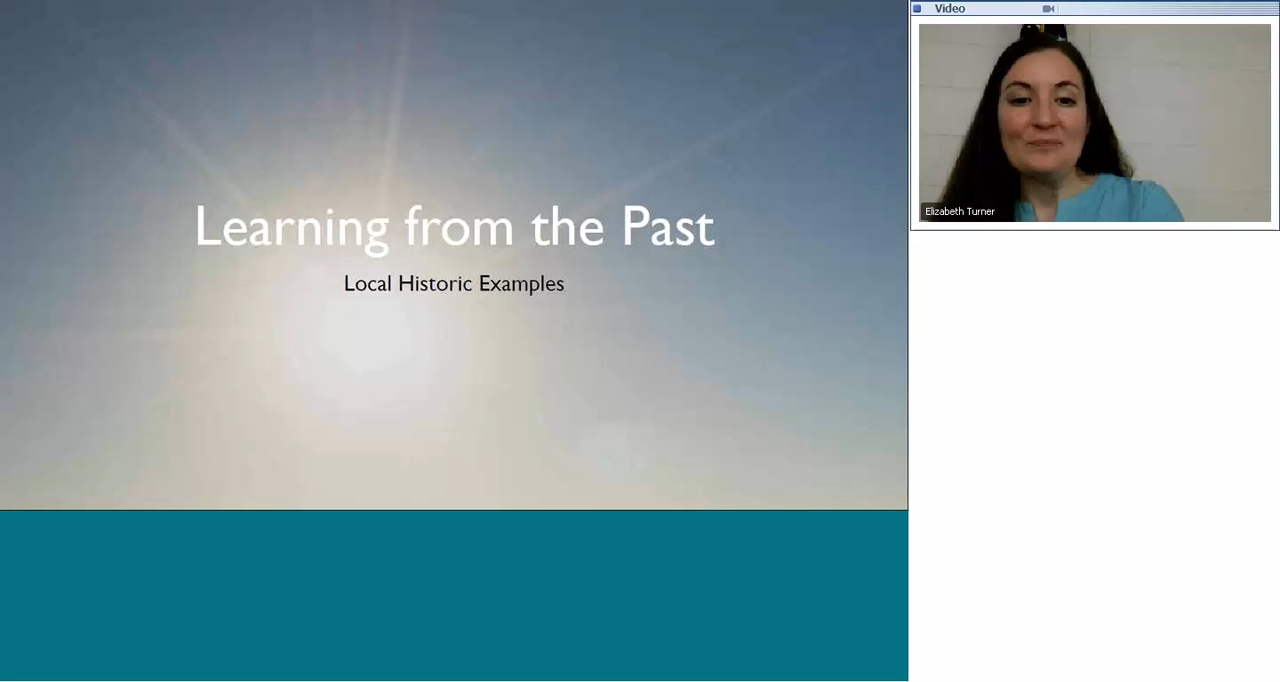 Learning from the Past
Local Historic Examples
Video
Elizabeth Turner